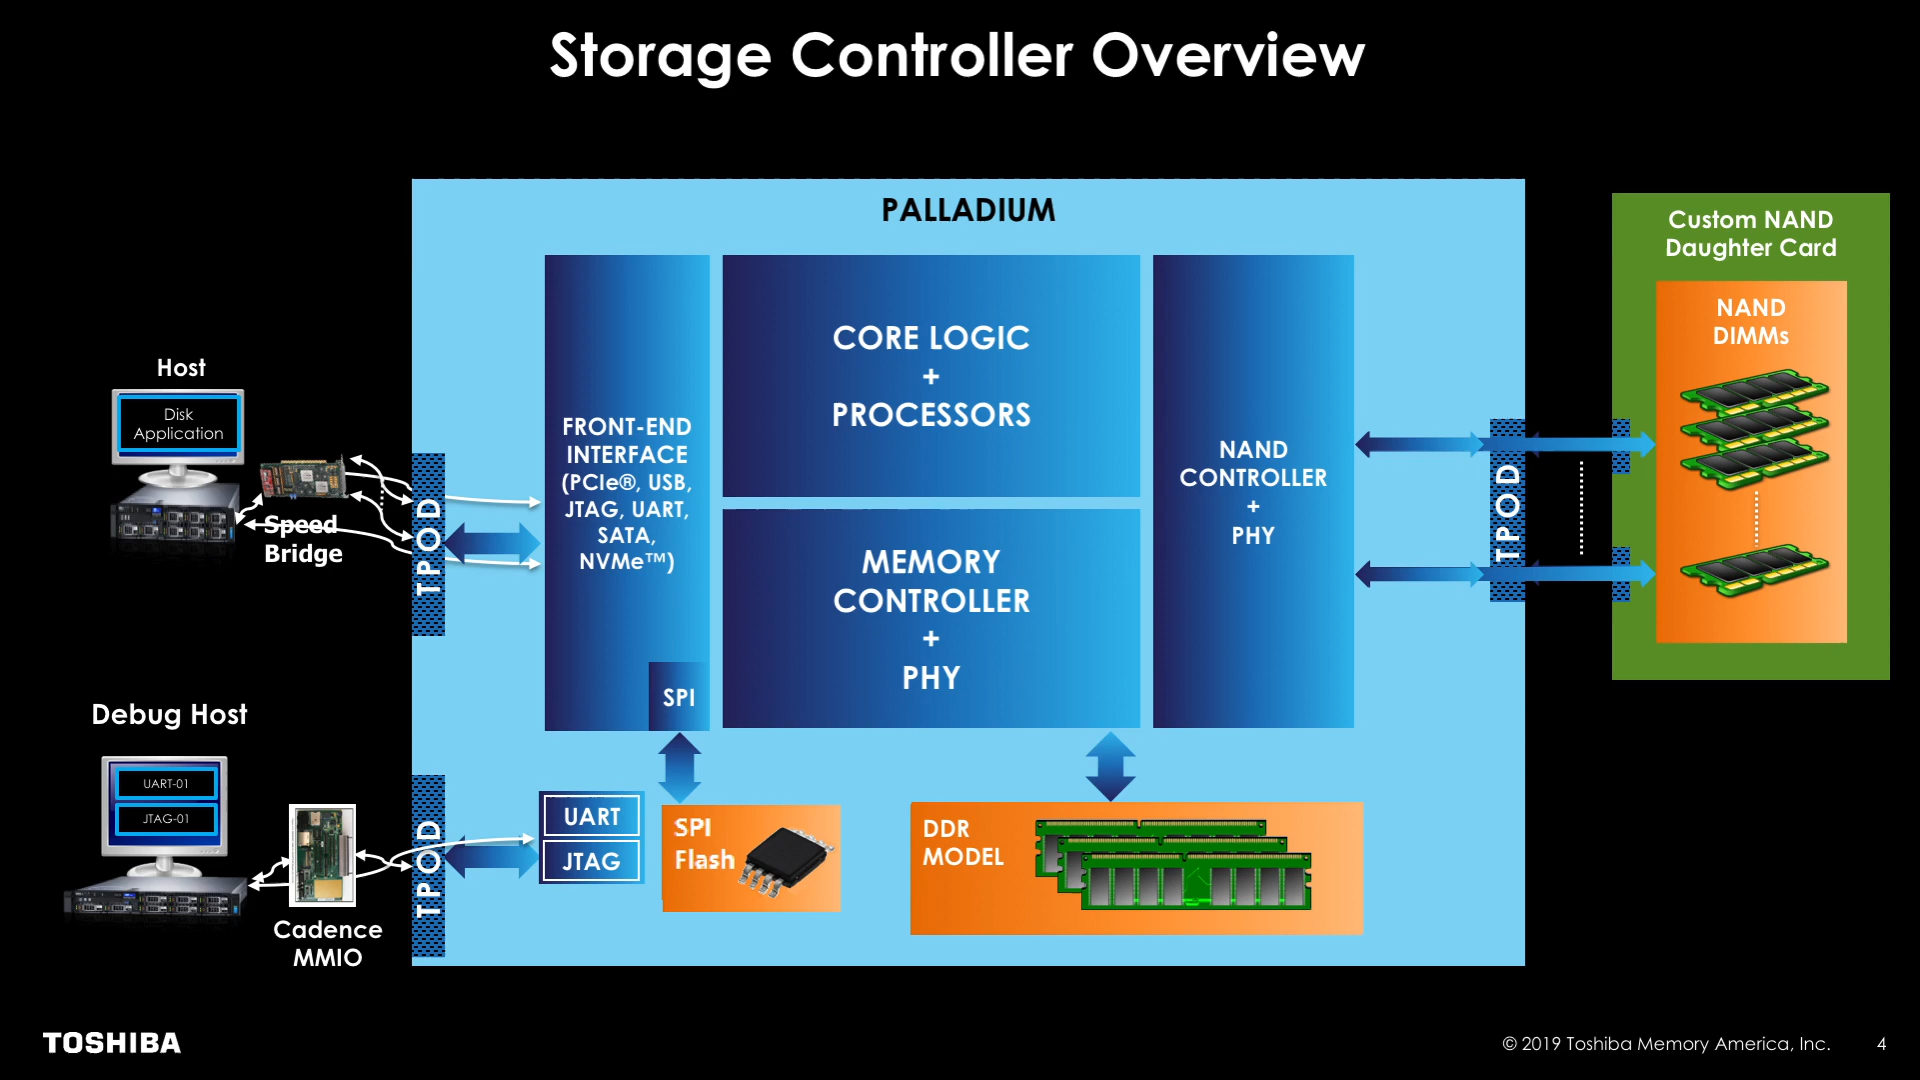 Storage Controller Overview
PALLADIUM
Custom NAND
Daughter Card
NAND
DIMMs
Host
Disk
Application
Speed
Bridge
TPOD
FRONT-END
INTERFACE
(PCIe®, USB,
JTAG, UART,
SATA,
NVMe™)
SPI
CORE LOGIC
+
PROCESSORS
MEMORY
CONTROLLER
+
PHY
NAND
CONTROLLER
+
PHY
TPOD
Debug Host
UART-01
JTAG-01
Cadence
MMIO
TPOD
UART
JTAG
SPI
Flash
DDR
MODEL
TOSHIBA
© 2019 Toshiba Memory America, Inc.
4